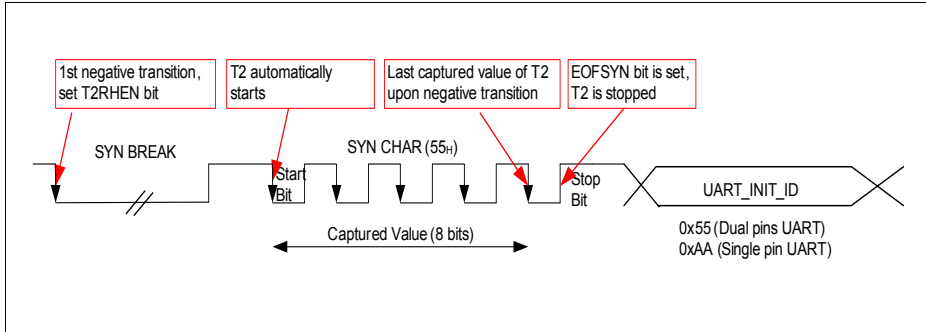 1st negative transition,
set T2RHEN bit
T2 automatically
starts
Last captured value of T2
upon negative transition
EOFSYN bit is set,
T2 is stopped
SYN BREAK
SYN CHAR (55H)
Start
Bit
Stop
Bit
UART_INIT_ID
Captured Value (8 bits)
0x55 (Dual pins UART)
0xAA (Single pin UART)